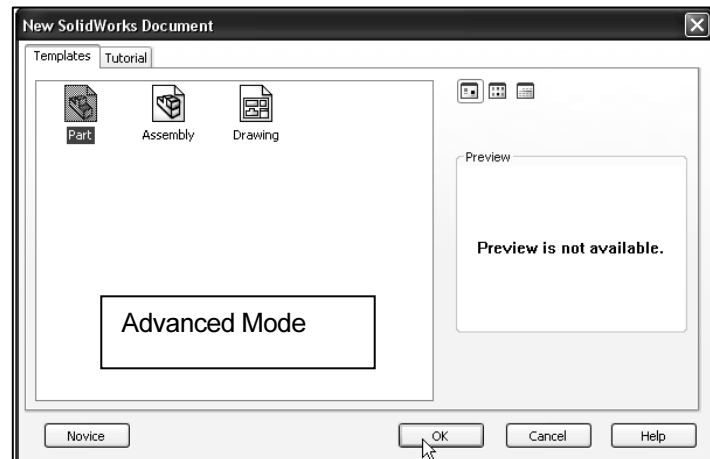 New SolidWorks Document
Templates Tutorial
Part Assembly Drawing
Preview
Preview is not available.
Advanced Mode
Novice OK Cancel Help